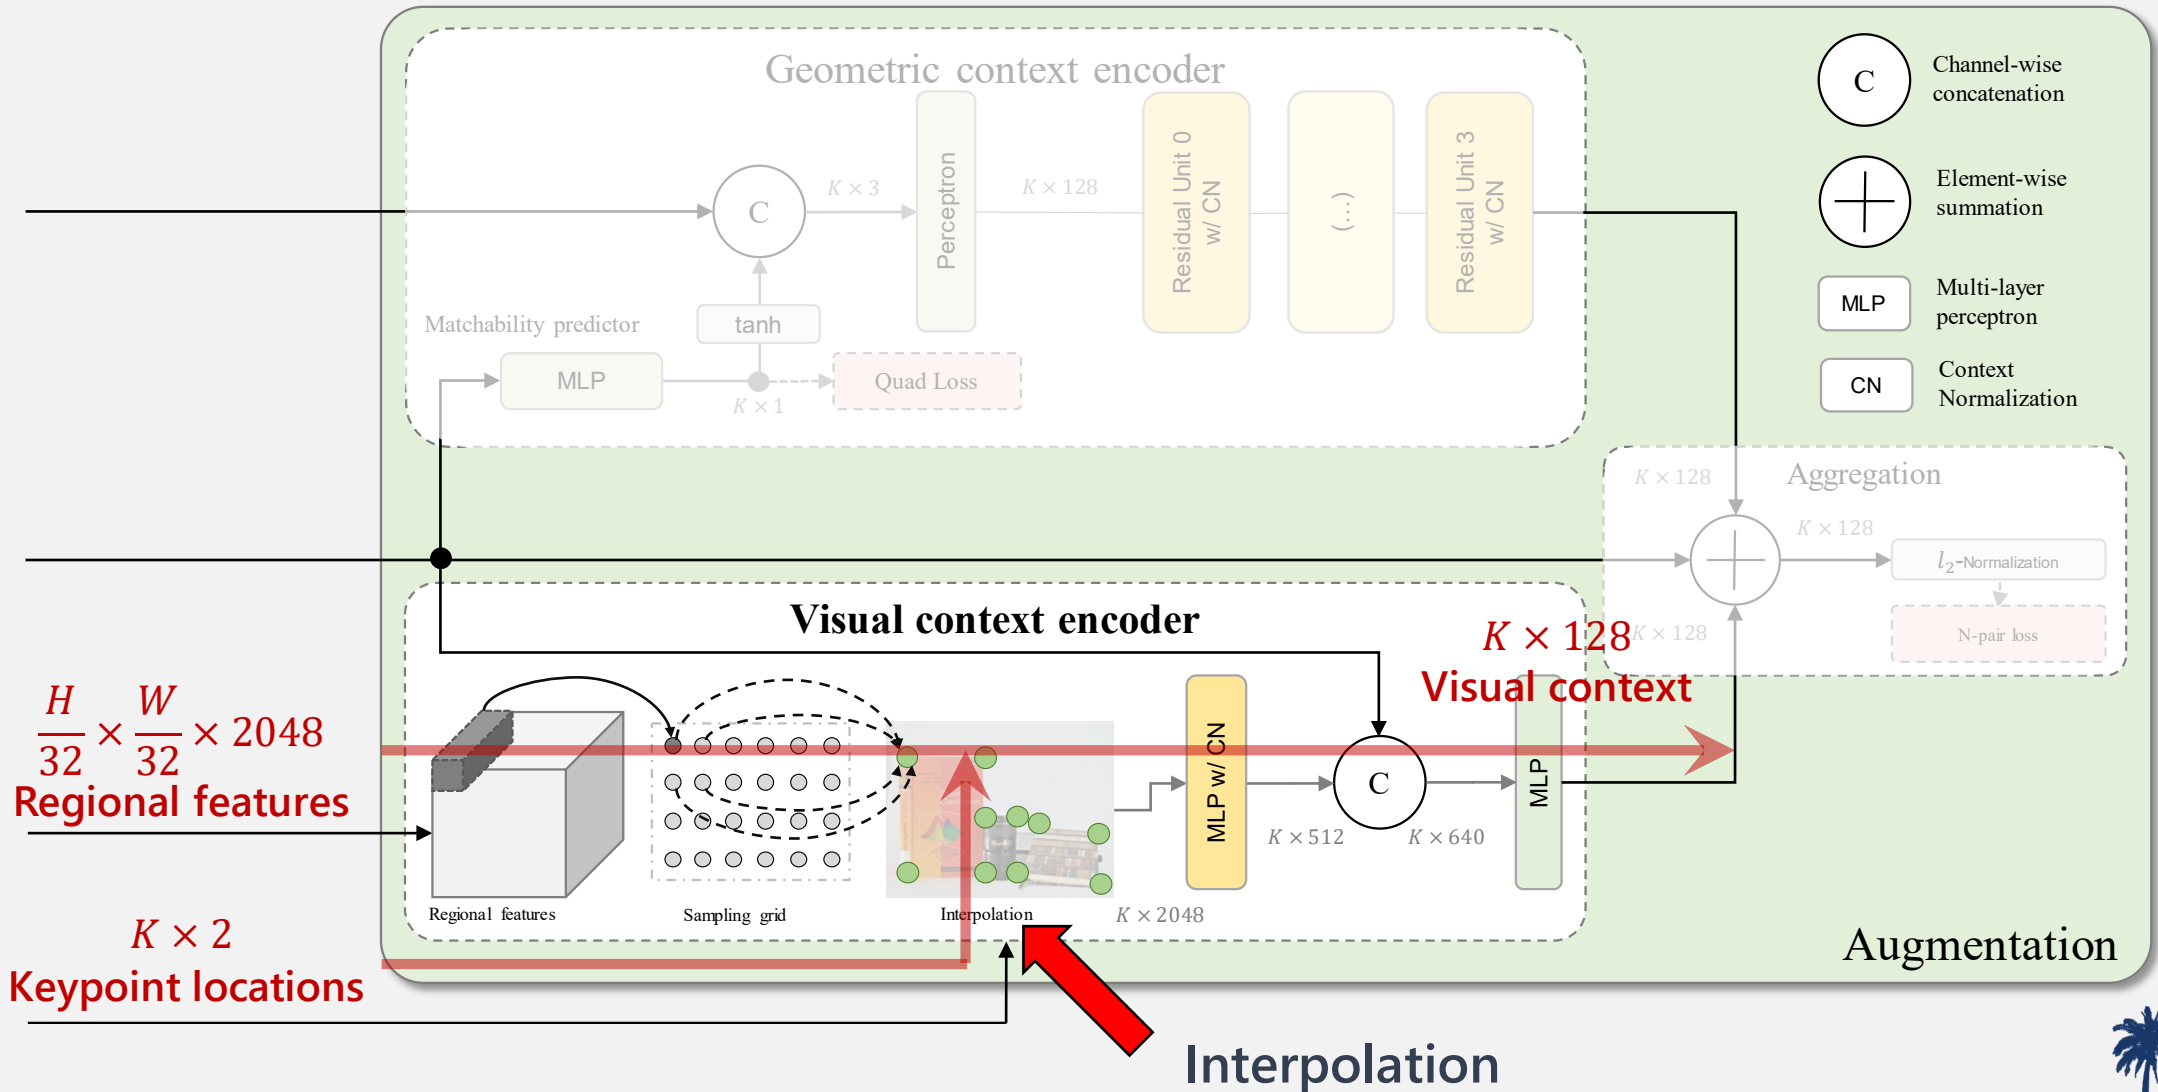 Geometric context encoder
C
K × 3
Perceptron
K × 128
Residual Unit 0
w/ CN
(...)
Residual Unit 3
w/ CN
Matchability predictor
tanh
MLP
K × 1
Quad Loss
C
Channel-wise
concatenation
Element-wise
summation
MLP
Multi-layer
perceptron
CN
Context
Normalization
K × 128
Aggregation
K × 128
l₂-Normalization
K × 128
N-pair loss
Visual context encoder
K × 128
Visual context
H/32 × W/32 × 2048
Regional features
K × 2
Keypoint locations
Regional features
Sampling grid
Interpolation
K × 2048
MLP w/ CN
K × 512
C
K × 640
MLP
Augmentation
Interpolation